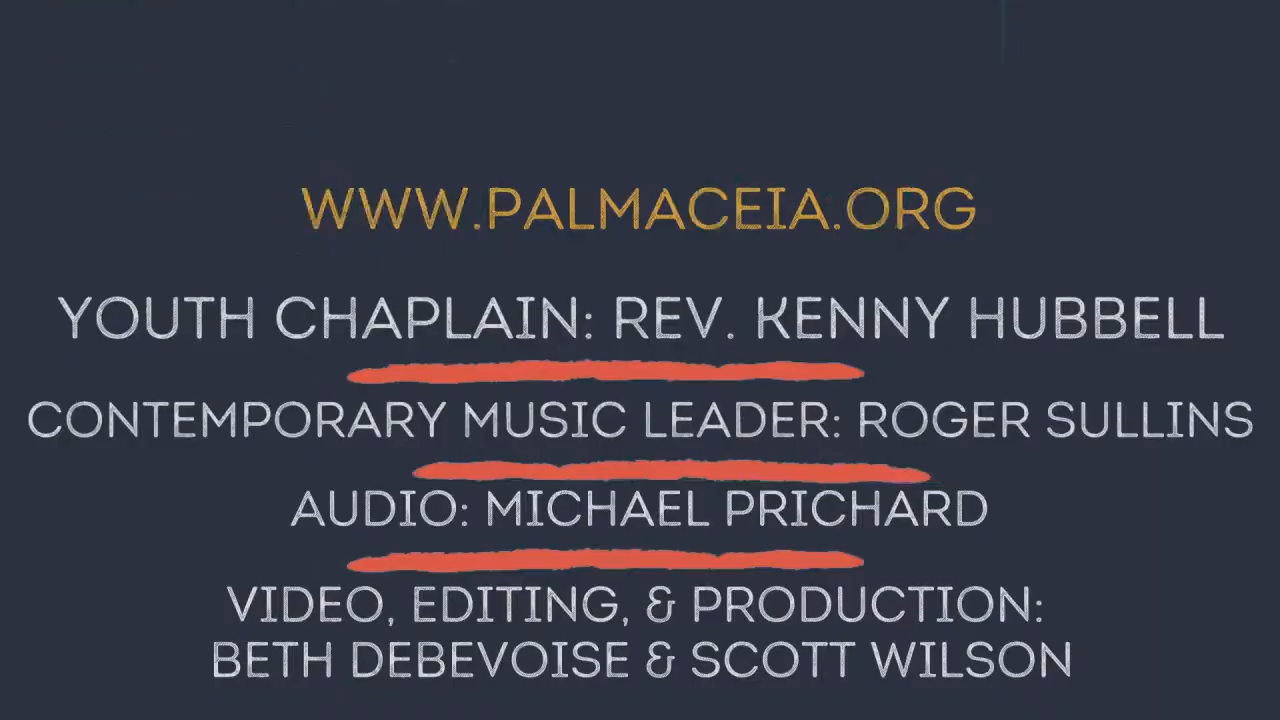 WWW.PALMACEIA.ORG
YOUTH CHAPLAIN: REV. KENNY HUBBELL
CONTEMPORARY MUSIC LEADER: ROGER SULLINS
AUDIO: MICHAEL PRICHARD
VIDEO, EDITING, & PRODUCTION:
BETH DEBEVOISE & SCOTT WILSON